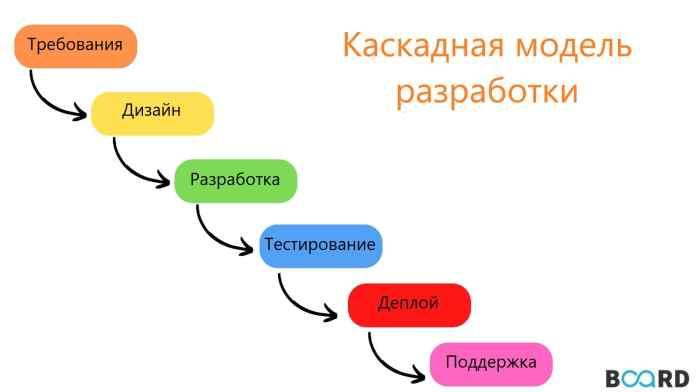 Каскадная модель
разработки
Требования
Дизайн
Разработка
Тестирование
Деплой
Поддержка
BOARD